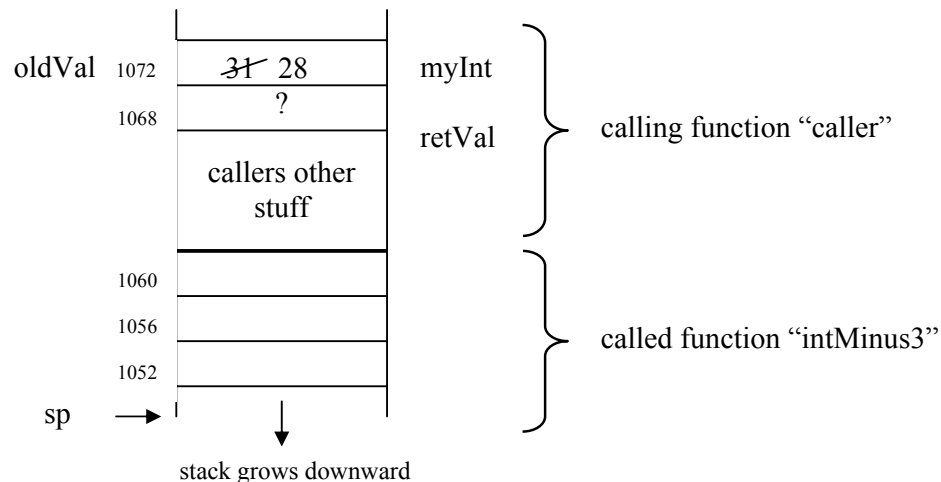 oldVal 1072 31 28 myInt
1068 ? retVal
calling function “caller”
callers other
stuff
1060
1056
1052
called function “intMinus3”
sp
stack grows downward